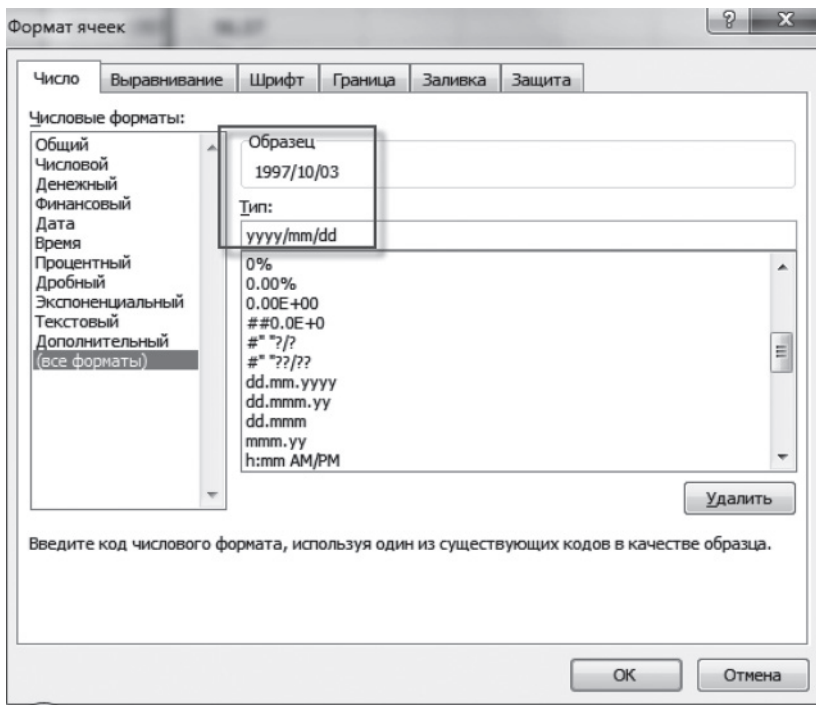 Формат ячеек
Число Выравнивание Шрифт Граница Заливка Защита
Числовые форматы:
Общий
Числовой
Денежный
Финансовый
Дата
Время
Процентный
Дробный
Экспоненциальный
Текстовый
Дополнительный
(все форматы)
Образец
1997/10/03
Тип:
yyyy/mm/dd
0%
0.00%
0.00E+00
##0.0E+0
#" "?/?
#" "??/??
dd.mm.yyyy
dd.mmm.yy
dd.mmm
mmm.yy
h:mm AM/PM
Удалить
Введите код числового формата, используя один из существующих кодов в качестве образца.
OK Отмена